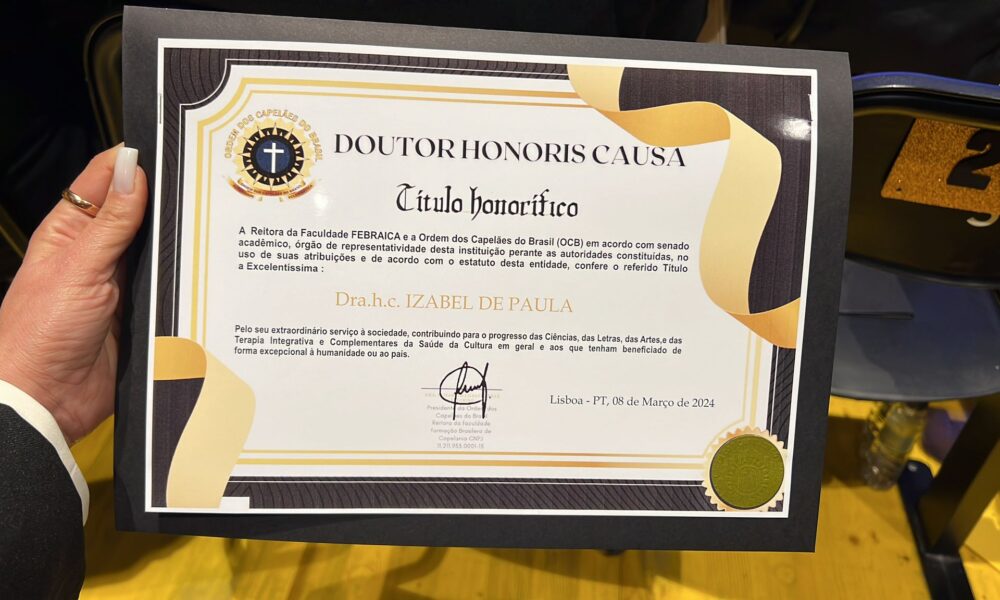 ORDEM DOS CAPELÃES DO BRASIL
DOUTOR HONORIS CAUSA
Título honorífico
A Reitora da Faculdade FEBRAICA e a Ordem dos Capelães do Brasil (OCB) em acordo com senado
acadêmico, órgão de representatividade desta instituição perante as autoridades constituídas, no
uso de suas atribuições e de acordo com o estatuto desta entidade, confere o referido Título
a Excelentíssima :
Dra.h.c. IZABEL DE PAULA
Pelo seu extraordinário serviço à sociedade, contribuindo para o progresso das Ciências, das Letras, das Artes,e das
Terapia Integrativa e Complementares da Saúde da Cultura em geral e aos que tenham beneficiado de
forma excepcional à humanidade ou ao país.
Presidente da Ordem dos
Capelães do Brasil
Reitora da Faculdade
Formação Brasileira de
Capelania CNPJ
Lisboa - PT, 08 de Março de 2024
2